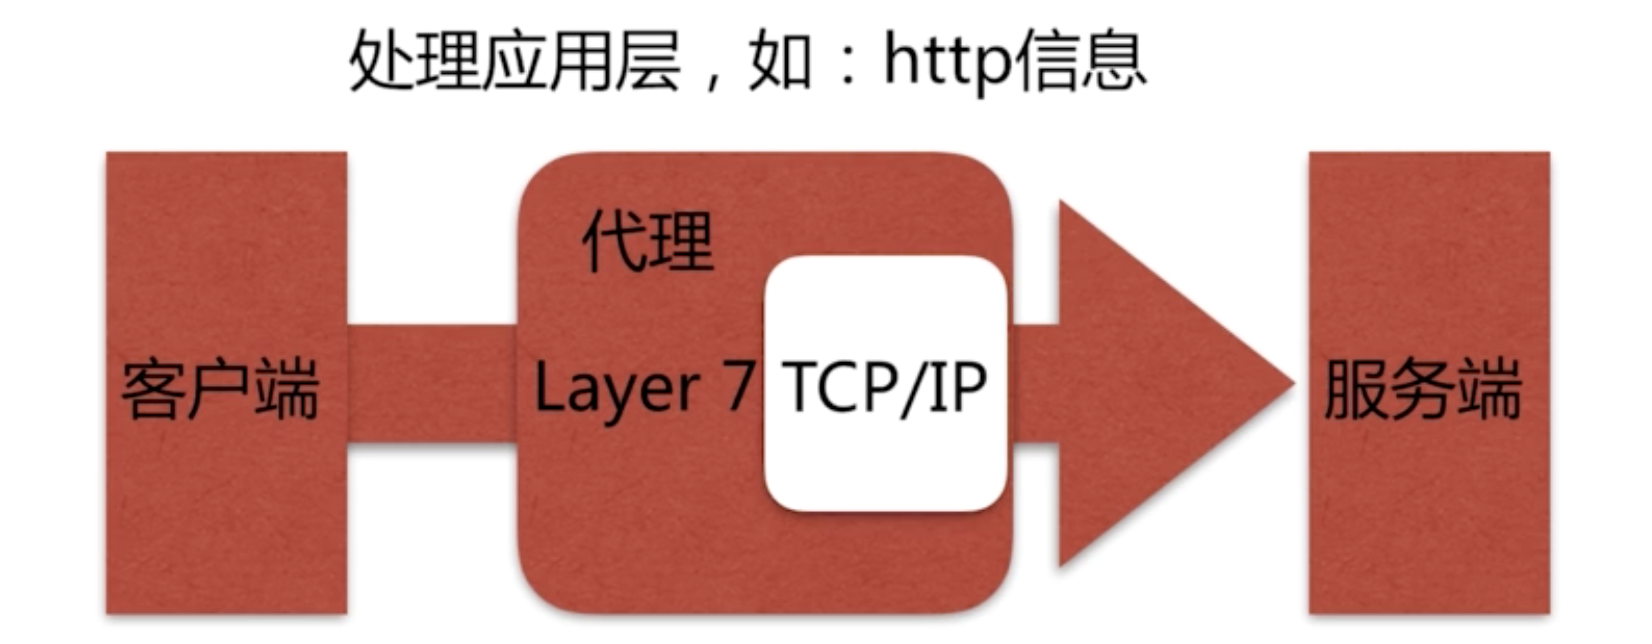 处理应用层，如：http信息
代理
客户端
Layer 7
TCP/IP
服务端